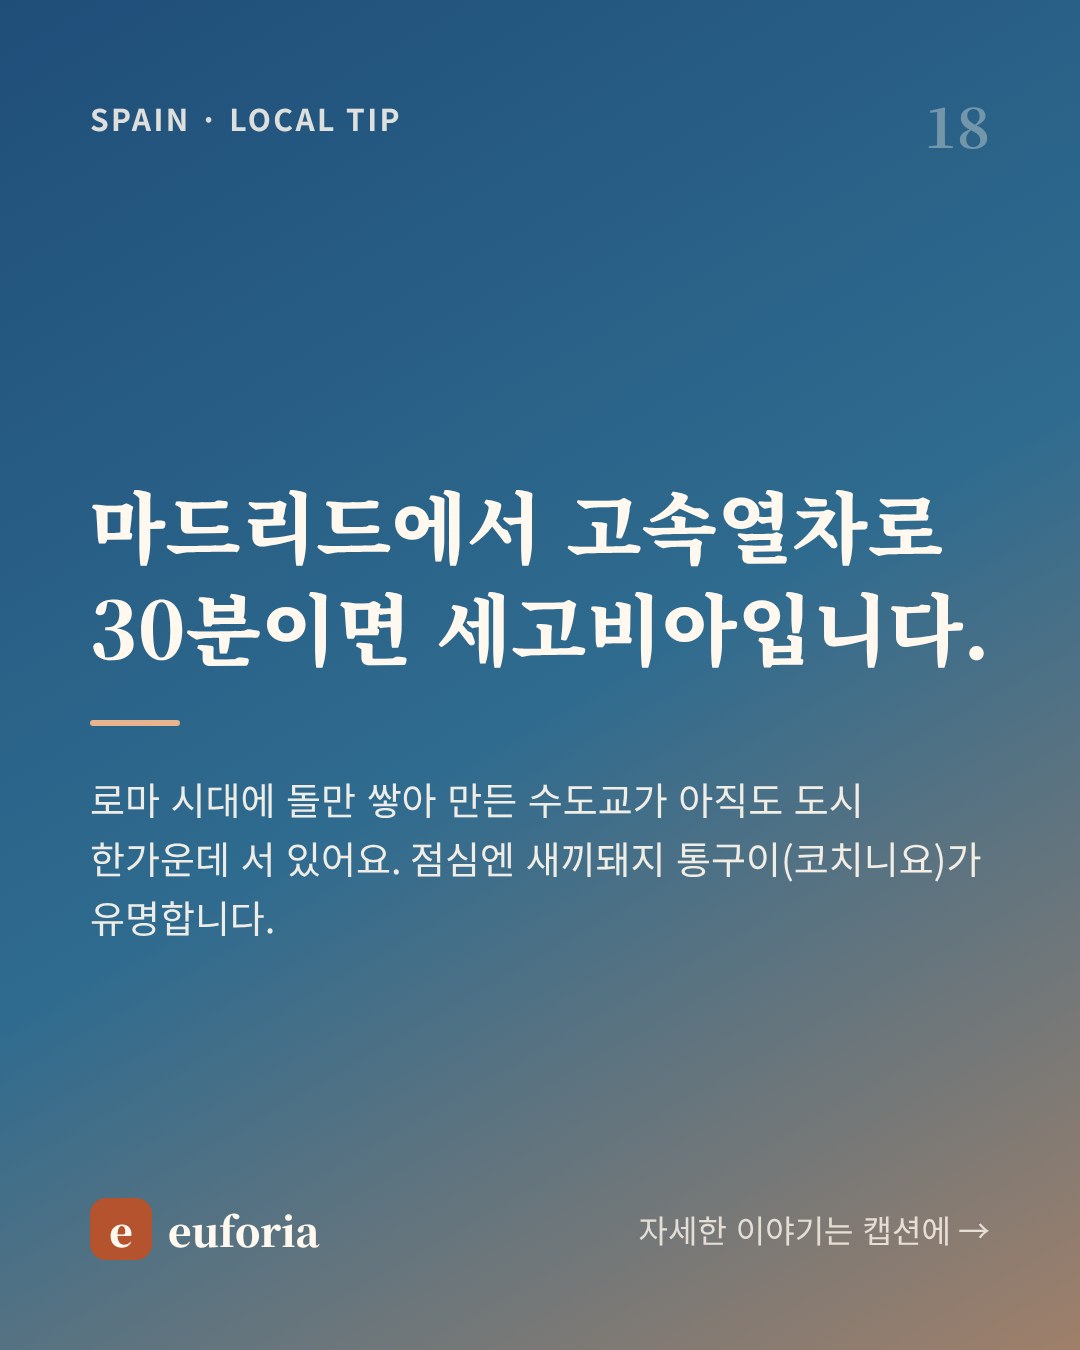 SPAIN · LOCAL TIP
18
마드리드에서 고속열차로
30분이면 세고비아입니다.
로마 시대에 돌만 쌓아 만든 수도교가 아직도 도시
한가운데 서 있어요. 점심엔 새끼돼지 통구이(코치니요)가
유명합니다.
e euforia
자세한 이야기는 캡션에 →